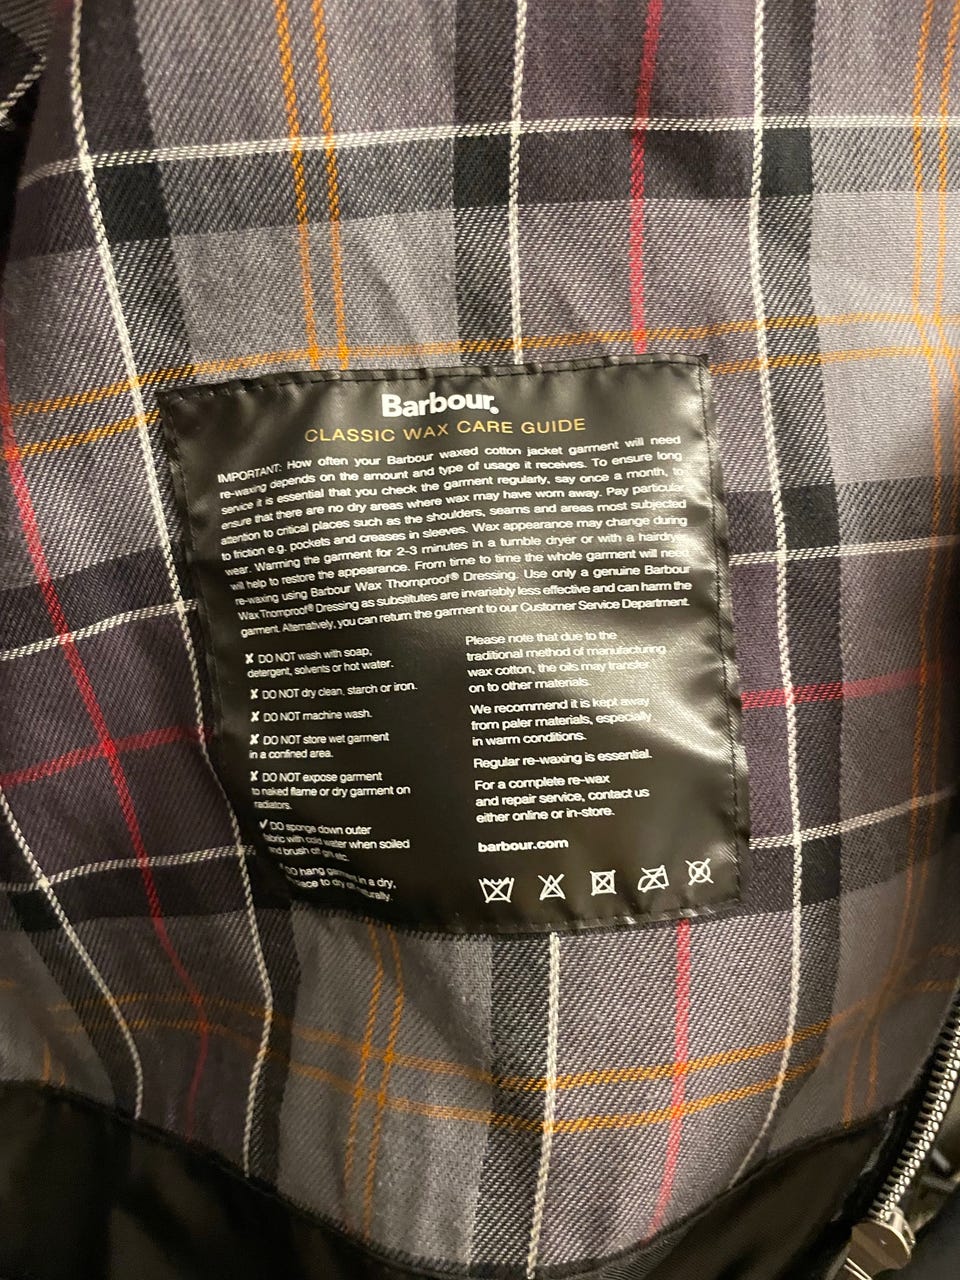 Barbour®
CLASSIC WAX CARE GUIDE
IMPORTANT: How often your Barbour waxed cotton jacket garment will need
re-waxing depends on the amount and type of usage it receives. To ensure long
service it is essential that you check the garment regularly, say once a month, to
ensure that there are no dry areas where wax may have worn away. Pay particular
attention to critical places such as the shoulders, seams and areas most subjected
to friction e.g. pockets and creases in sleeves. Wax appearance may change during
wear. Warming the garment for 2-3 minutes in a tumble dryer or with a hairdryer
will help to restore the appearance. From time to time the whole garment will need
re-waxing using Barbour Wax Thornproof® Dressing. Use only a genuine Barbour
Wax Thornproof® Dressing as substitutes are invariably less effective and can harm the
garment. Alternatively, you can return the garment to our Customer Service Department.
✘ DO NOT wash with soap,
detergent, solvents or hot water.
✘ DO NOT dry clean, starch or iron.
✘ DO NOT machine wash.
✘ DO NOT store wet garment
in a confined area.
✘ DO NOT expose garment
to naked flame or dry garment on
radiators.
✔ DO sponge down outer
fabric with cold water when soiled
and brush off grit etc.
DO hang garment in a dry,
place to dry naturally.
Please note that due to the
traditional method of manufacturing
wax cotton, the oils may transfer
on to other materials.
We recommend it is kept away
from paler materials, especially
in warm conditions.
Regular re-waxing is essential.
For a complete re-wax
and repair service, contact us
either online or in-store.
barbour.com